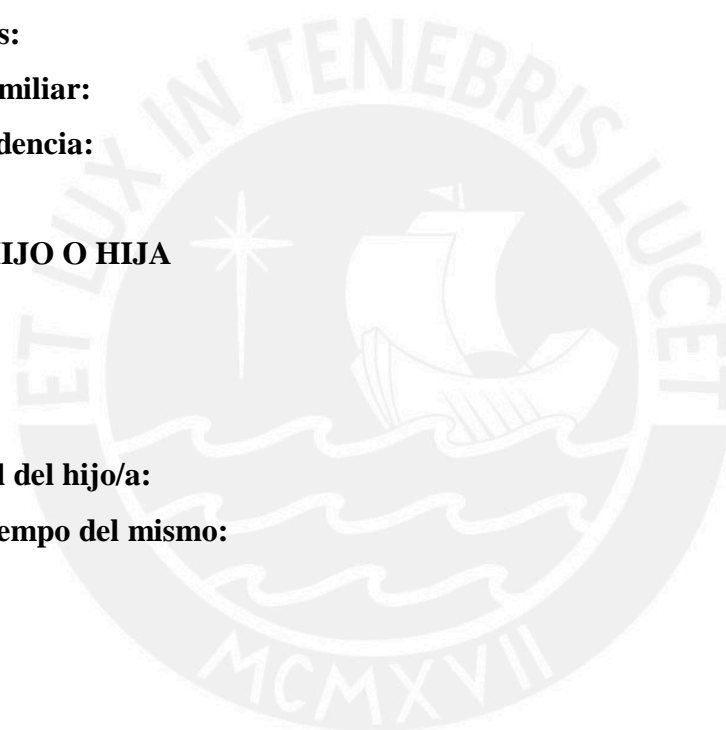 s:
miliar:
dencia:
IJO O HIJA
l del hijo/a:
empo del mismo:
ET LUX IN TENEBRIS LUCET
MCMXVII